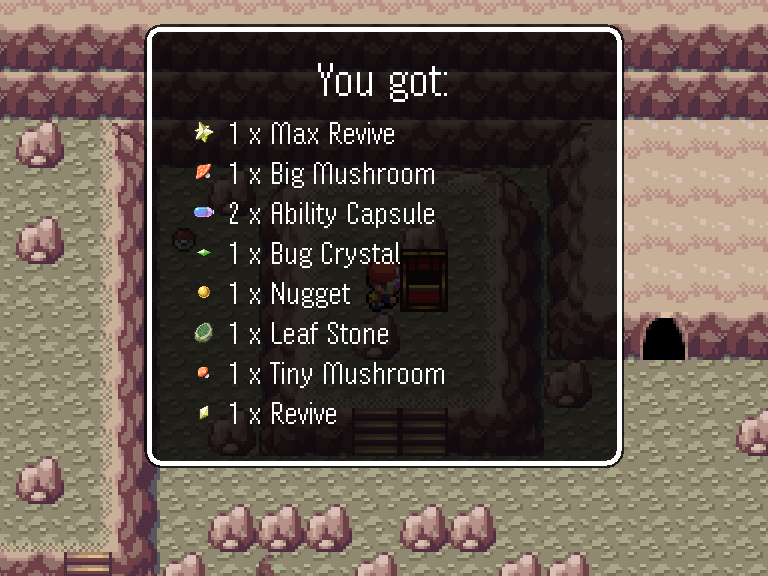 You got:
1 x Max Revive
1 x Big Mushroom
2 x Ability Capsule
1 x Bug Crystal
1 x Nugget
1 x Leaf Stone
1 x Tiny Mushroom
1 x Revive